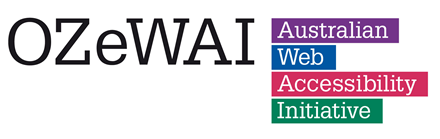 OZeWAI
Australian
Web
Accessibility
Initiative